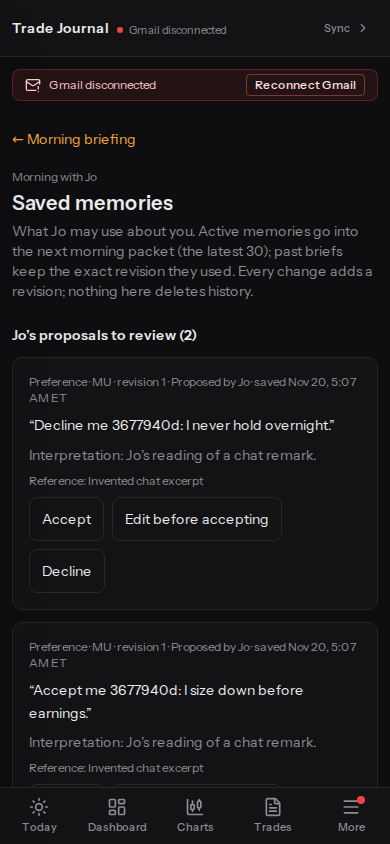 Trade Journal
Gmail disconnected
Sync
Gmail disconnected
Reconnect Gmail
← Morning briefing
Morning with Jo
Saved memories
What Jo may use about you. Active memories go into
the next morning packet (the latest 30); past briefs
keep the exact revision they used. Every change adds a
revision; nothing here deletes history.
Jo’s proposals to review (2)
Preference · MU · revision 1 · Proposed by Jo · saved Nov 20, 5:07
AM ET
“Decline me 3677940d: I never hold overnight.”
Interpretation: Jo’s reading of a chat remark.
Reference: Invented chat excerpt
Accept
Edit before accepting
Decline
Preference · MU · revision 1 · Proposed by Jo · saved Nov 20, 5:07
AM ET
“Accept me 3677940d: I size down before
earnings.”
Interpretation: Jo’s reading of a chat remark.
Reference: Invented chat excerpt
Today
Dashboard
Charts
Trades
More